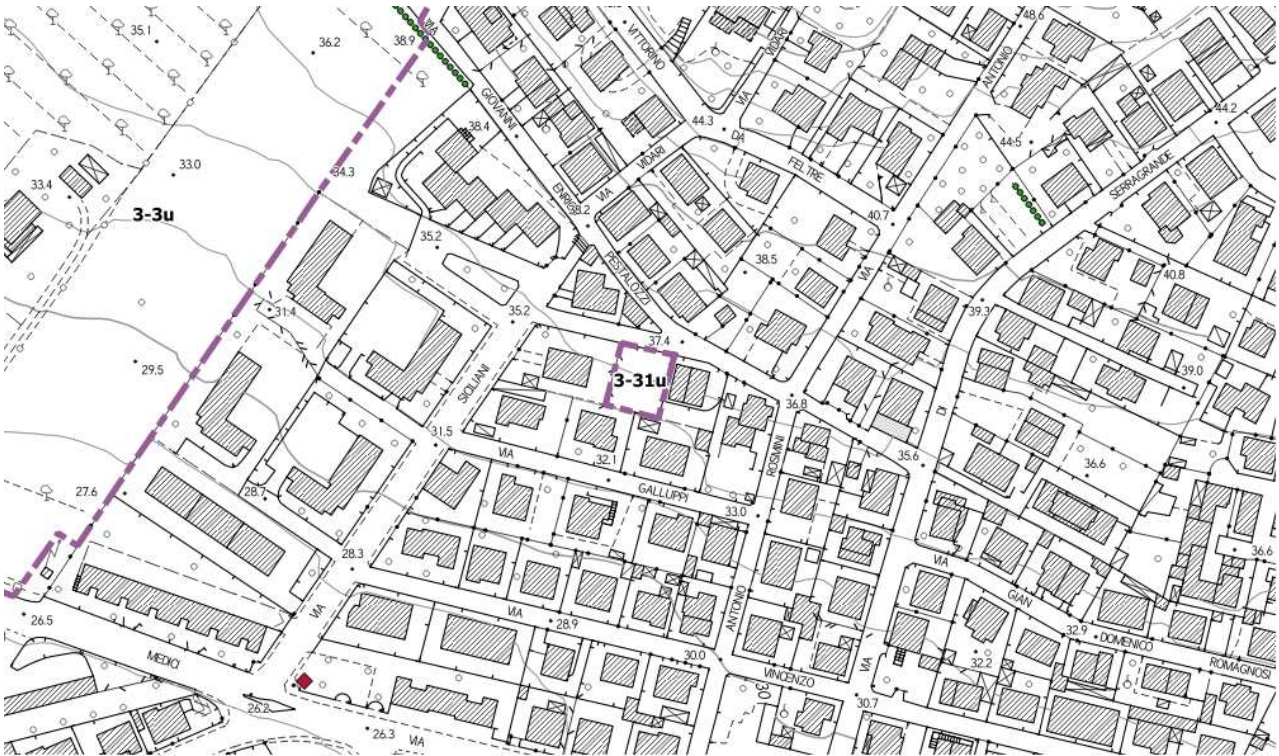 35.1
36.2
38.9
VIA
VITTORINO
VIDARI
VIA
ANTONIO
48.6
44.2
GIOVANNI
38.4
44.3
DA
FELTRE
44.5
SERRAGRANDE
33.0
34.3
33.4
3-3u
VIDARI
VIA
ENRICO
38.2
40.7
VIA
35.2
PESTALOZZI
38.5
40.8
31.4
35.2
37.4
39.3
29.5
SICILIANI
3-31u
36.8
39.0
DI
31.5
VIA
32.1
GALLUPPI
ROSMINI
35.6
36.6
27.6
28.7
33.0
36.6
28.3
VIA
GIAN
DOMENICO
ROMAGNOSI
VIA
28.9
ANTONIO
32.9
32.2
26.5
MEDICI
VIA
30.0
VINCENZO
VIA
30
30.7
26.2
26.3
VIA